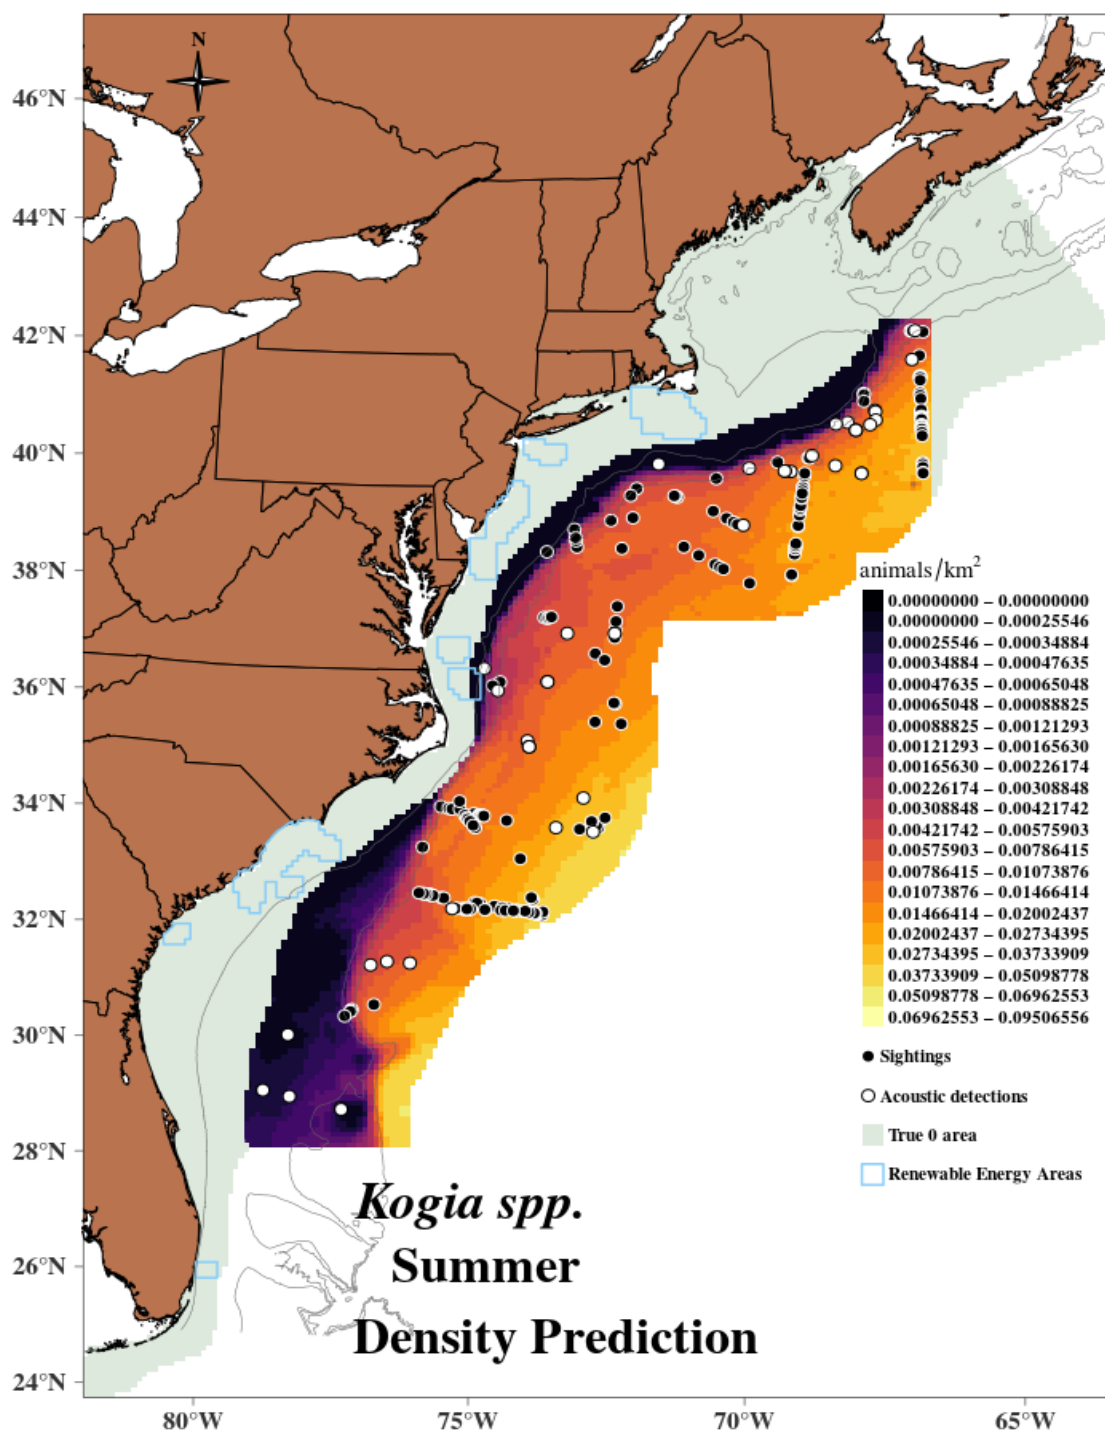 N
46°N
44°N
42°N
40°N
38°N
36°N
34°N
32°N
30°N
28°N
26°N
24°N
80°W
75°W
70°W
65°W
animals/km²
0.00000000 – 0.00000000
0.00000000 – 0.00025546
0.00025546 – 0.00034884
0.00034884 – 0.00047635
0.00047635 – 0.00065048
0.00065048 – 0.00088825
0.00088825 – 0.00121293
0.00121293 – 0.00165630
0.00165630 – 0.00226174
0.00226174 – 0.00308848
0.00308848 – 0.00421742
0.00421742 – 0.00575903
0.00575903 – 0.00786415
0.00786415 – 0.01073876
0.01073876 – 0.01466414
0.01466414 – 0.02002437
0.02002437 – 0.02734395
0.02734395 – 0.03733909
0.03733909 – 0.05098778
0.05098778 – 0.06962553
0.06962553 – 0.09506556
Sightings
Acoustic detections
True 0 area
Renewable Energy Areas
Kogia spp.
Summer
Density Prediction